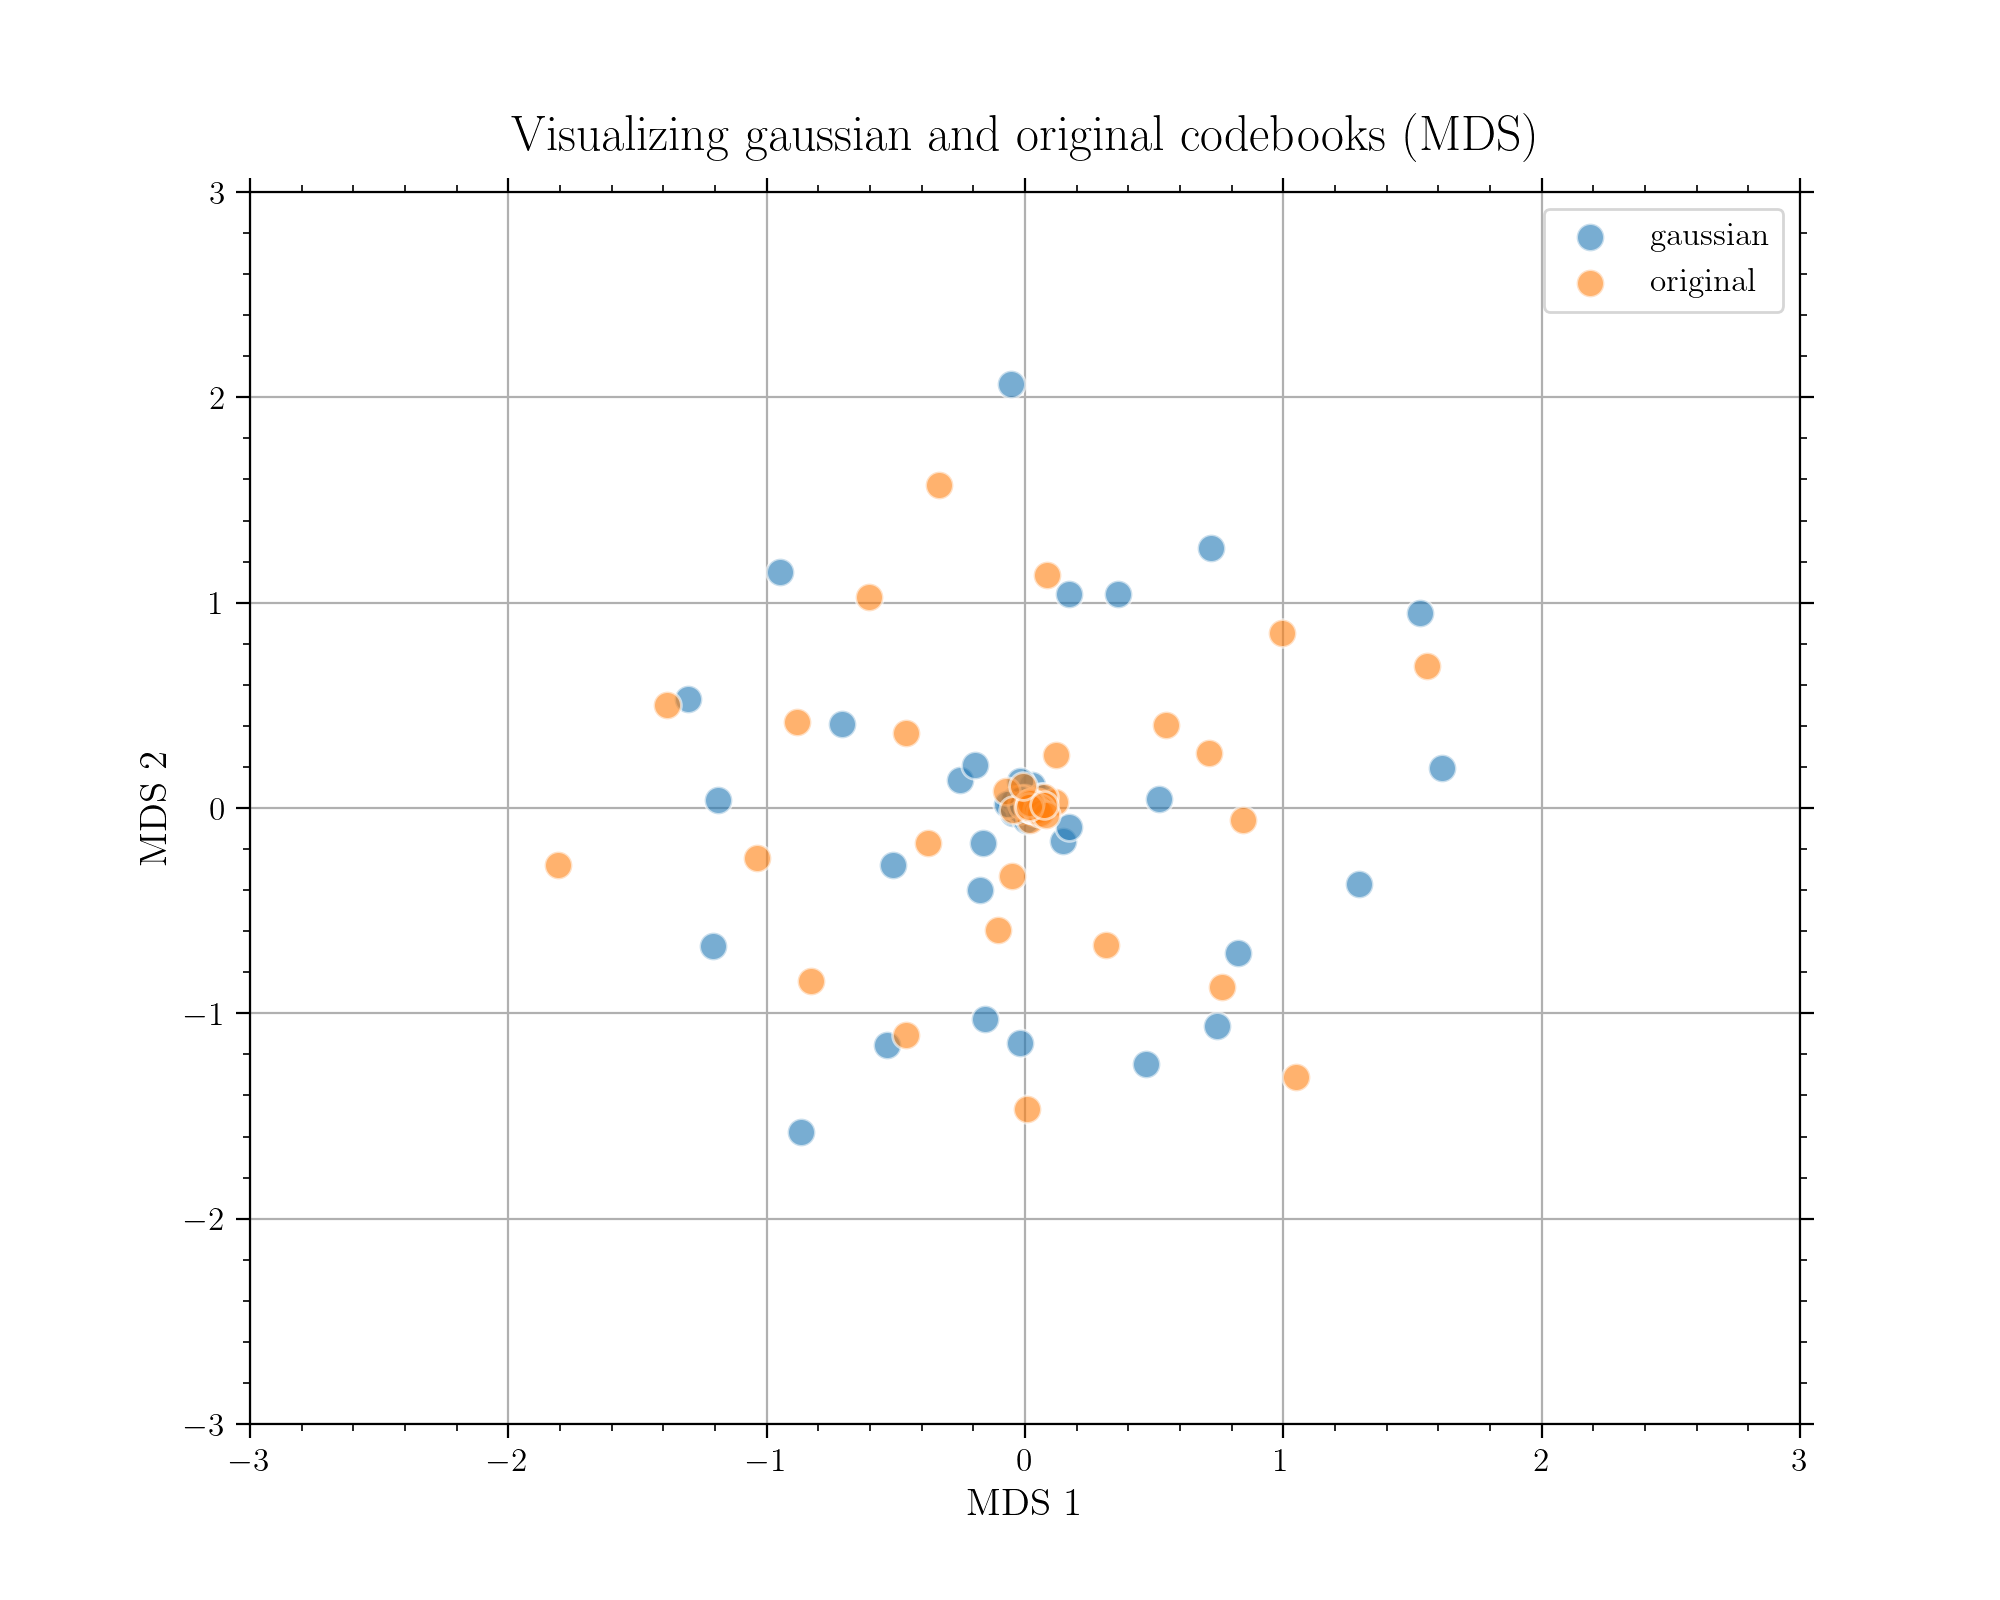 Visualizing gaussian and original codebooks (MDS)
gaussian
original
3
2
1
0
−1
−2
−3
MDS 2
−3
−2
−1
0
1
2
3
MDS 1